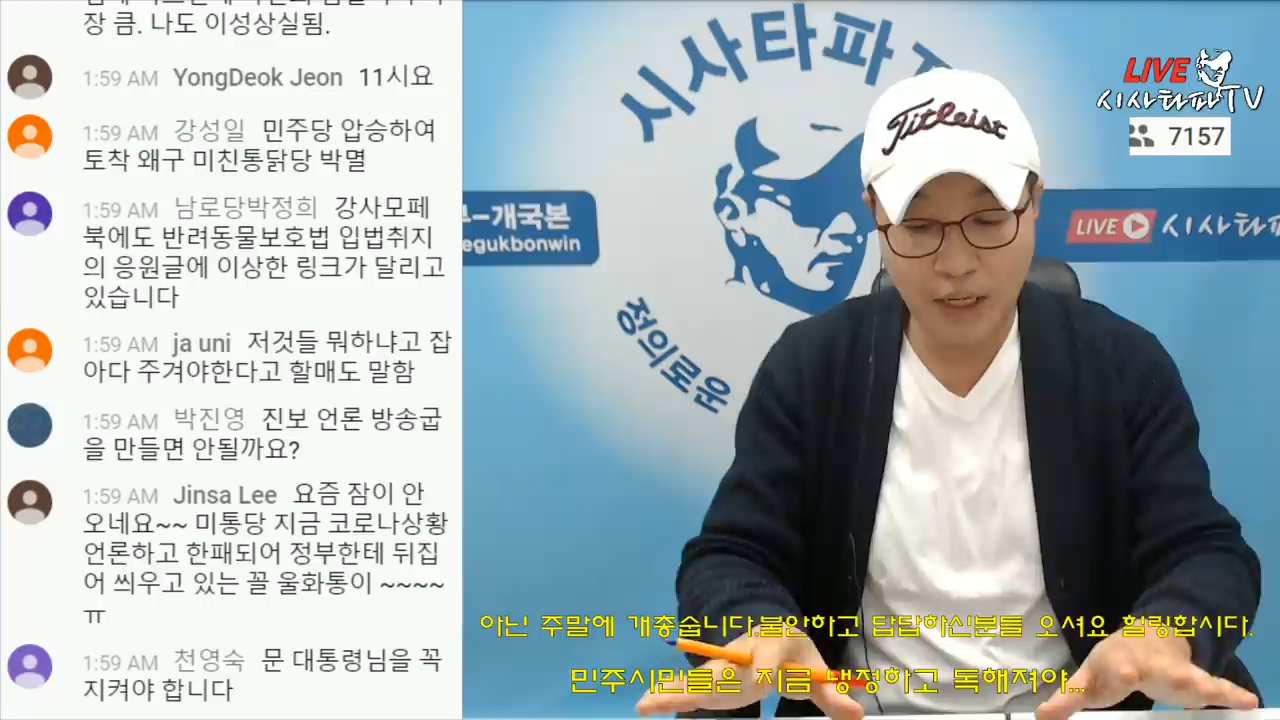 장 큼. 나도 이성상실됨.
1:59 AM YongDeok Jeon 11시요
1:59 AM 강성일 민주당 압승하여
토착 왜구 미친통닭당 박멸
1:59 AM 남로당박정희 강사모페
북에도 반려동물보호법 입법취지
의 응원글에 이상한 링크가 달리고
있습니다
1:59 AM ja uni 저것들 뭐하냐고 잡
아다 주겨야한다고 할매도 말함
1:59 AM 박진영 진보 언론 방송굽
을 만들면 안될까요?
1:59 AM Jinsa Lee 요즘 잠이 안
오네요~~ 미통당 지금 코로나상황
언론하고 한패되어 정부한테 뒤집
어 씌우고 있는 꼴 울화통이 ~~~~
ㅠ
1:59 AM 천영숙 문 대통령님을 꼭
지켜야 합니다
시사타파
정의로운
-개국본
egukbonwin
Titleist
LIVE
시사타파TV
7157
LIVE 시사타파
아닌 주말에 개총숩니다.불안하고 답답하신분들 오셔요 힐링합시다.
민주시민들은 지금 냉정하고 독해져야...